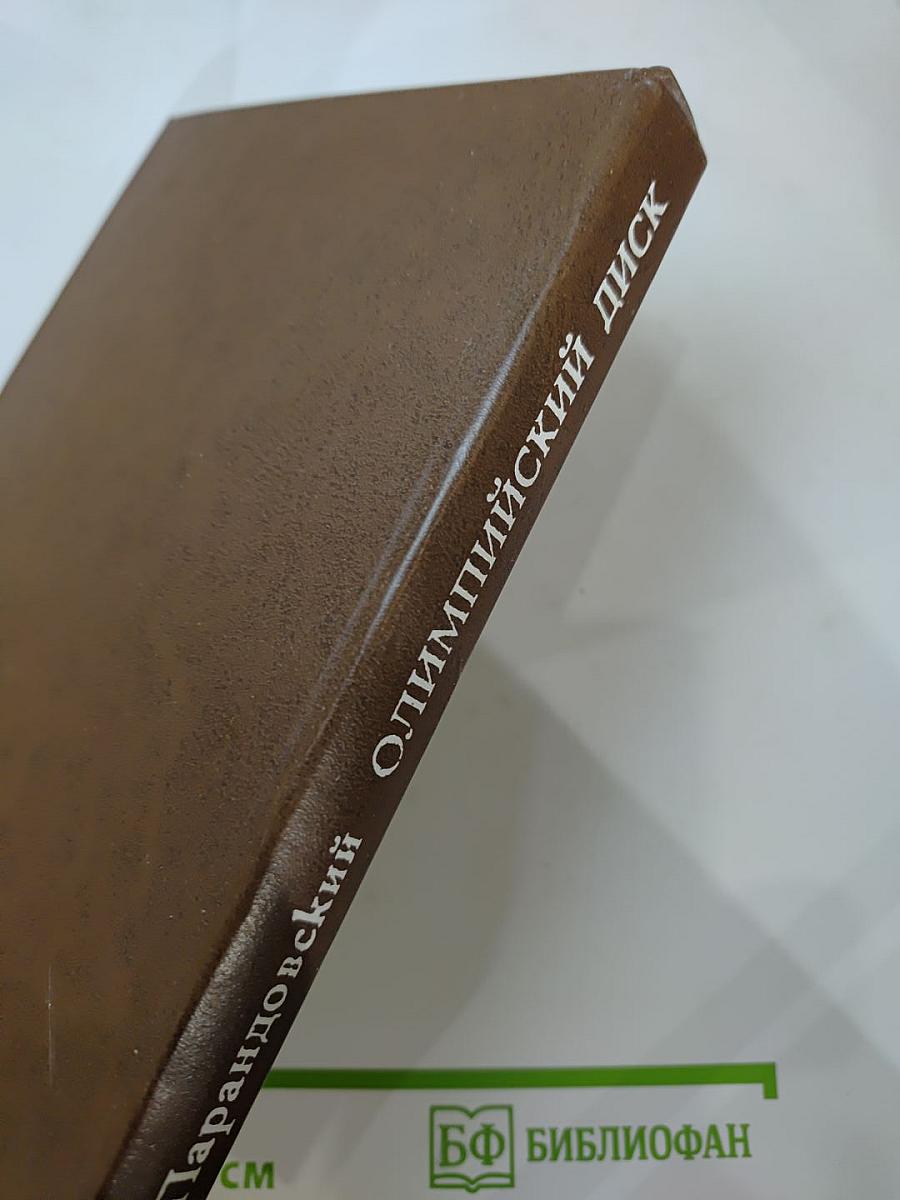 Парандовский ОЛИМПИЙСКИЙ ДИСК
см
БФ БИБЛИОФАН